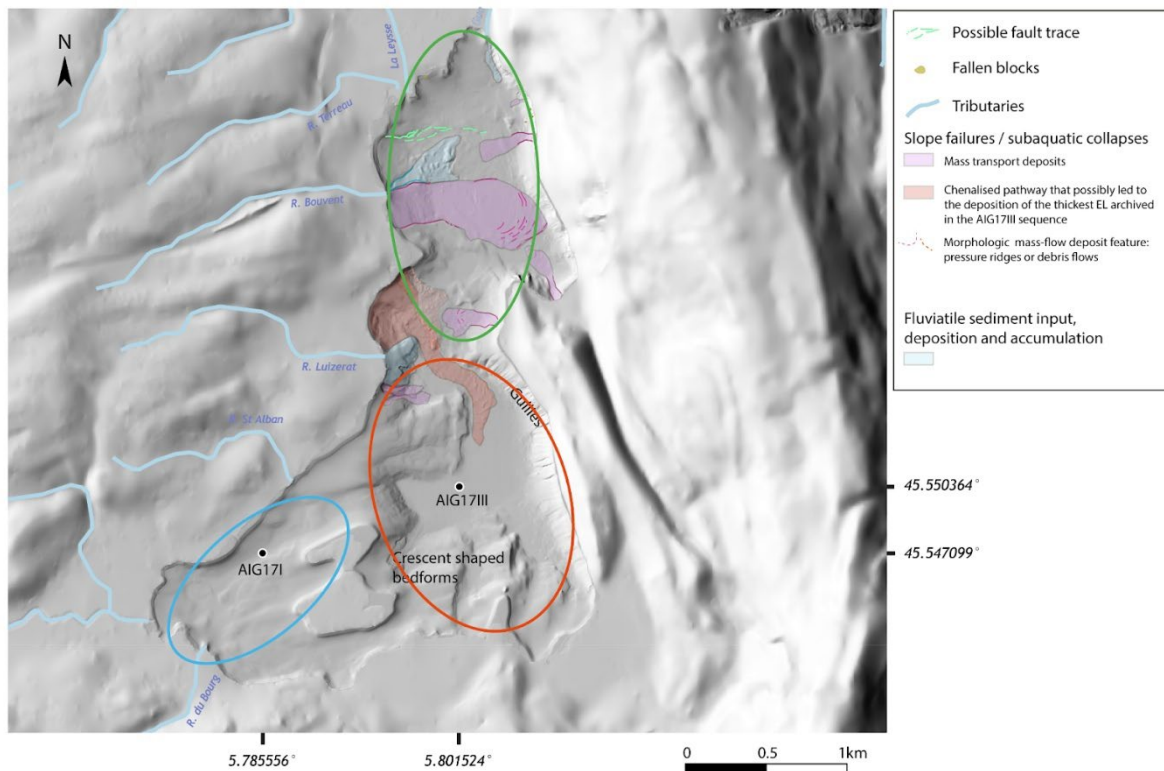 N
La Leysse
R. Terreau
R. Bouvent
R. Luizerat
R. St Alban
R. du Bourg
Guilles
AIG17III
AIG17I
Crescent shaped
bedforms
45.550364°
45.547099°
5.785556°
5.801524°
0 0.5 1km
Possible fault trace
Fallen blocks
Tributaries
Slope failures / subaquatic collapses
Mass transport deposits
Chenalised pathway that possibly led to
the deposition of the thickest EL archived
in the AIG17III sequence
Morphologic mass-flow deposit feature:
pressure ridges or debris flows
Fluviatile sediment input,
deposition and accumulation